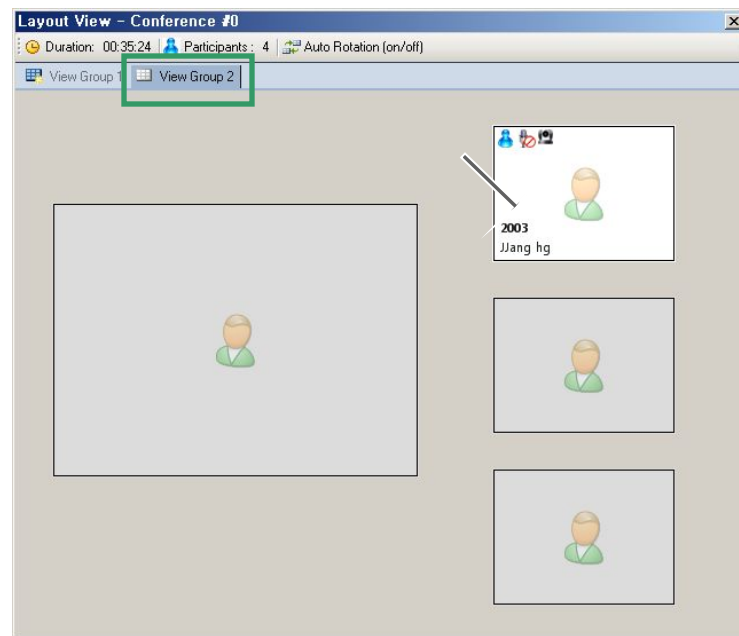 Layout View - Conference #0
Duration: 00:35:24 Participants : 4 Auto Rotation (on/off)
View Group 1 View Group 2
2003
JJang hg